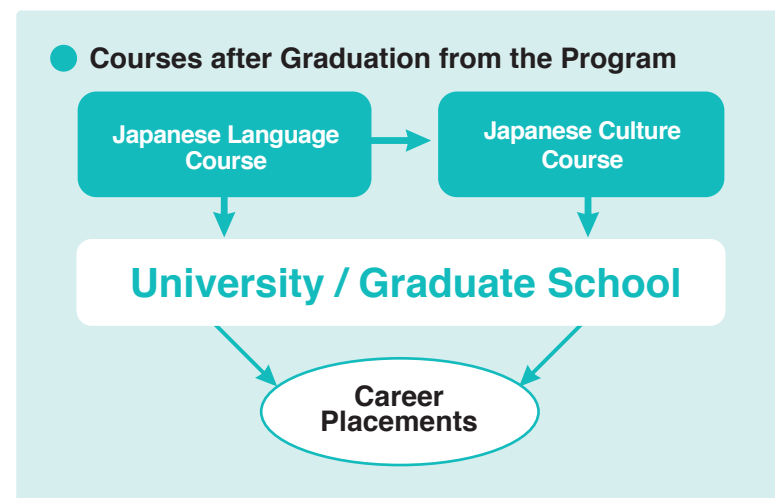 Courses after Graduation from the Program
Japanese Language
Course
Japanese Culture
Course
University / Graduate School
Career
Placements